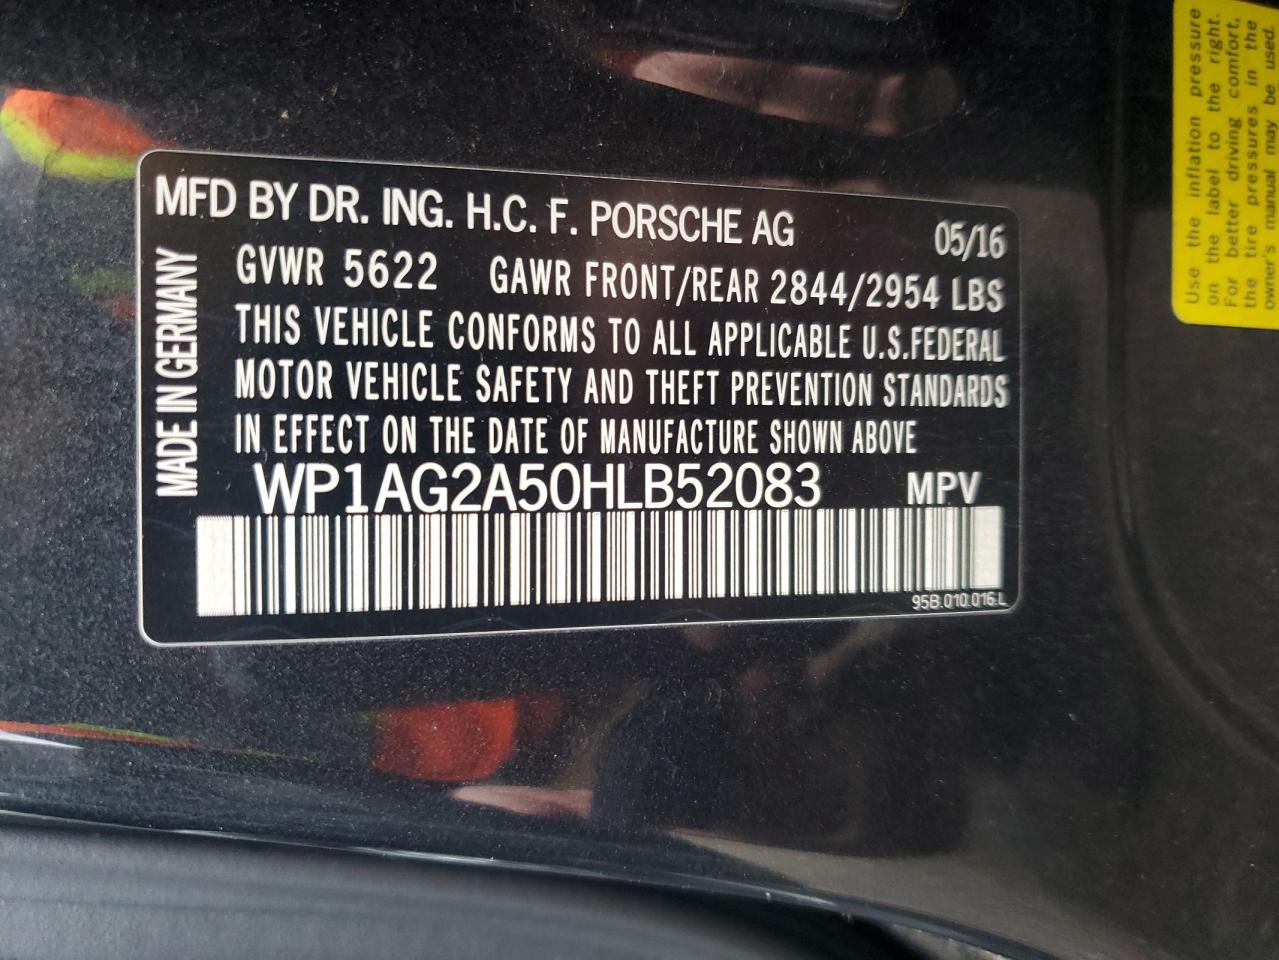 MFD BY DR. ING. H.C. F. PORSCHE AG 05/16
GVWR 5622 GAWR FRONT/REAR 2844/2954 LBS
THIS VEHICLE CONFORMS TO ALL APPLICABLE U.S.FEDERAL
MOTOR VEHICLE SAFETY AND THEFT PREVENTION STANDARDS
IN EFFECT ON THE DATE OF MANUFACTURE SHOWN ABOVE
WP1AG2A50HLB52083 MPV
95B.010.016.L
MADE IN GERMANY
Use the inflation pressure
on the label to the right.
For better driving comfort,
the tire pressures in the
owner's manual may be used.